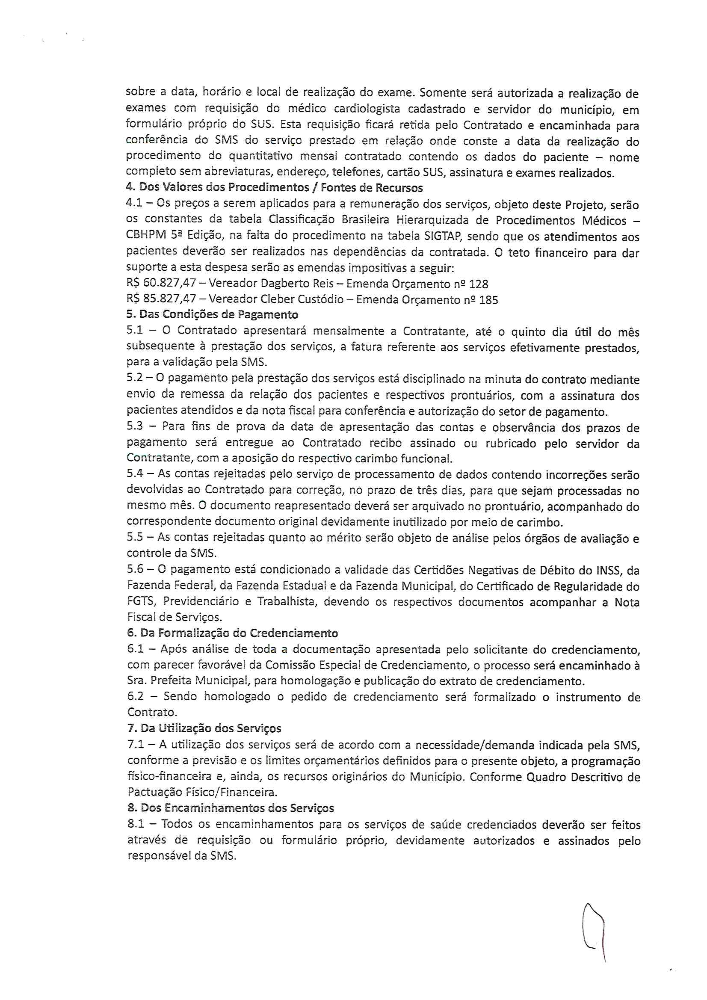 sobre a data, horário e local de realização do exame. Somente será autorizada a realização de
exames com requisição do médico cardiologista cadastrado e servidor do município, em
formulário próprio do SUS. Esta requisição ficará retida pelo Contratado e encaminhada para
conferência do SMS do serviço prestado em relação onde conste a data da realização do
procedimento do quantitativo mensal contratado contendo os dados do paciente – nome
completo sem abreviaturas, endereço, telefones, cartão SUS, assinatura e exames realizados.
4. Dos Valores dos Procedimentos / Fontes de Recursos
4.1 – Os preços a serem aplicados para a remuneração dos serviços, objeto deste Projeto, serão
os constantes da tabela Classificação Brasileira Hierarquizada de Procedimentos Médicos –
CBHPM 5ª Edição, na falta do procedimento na tabela SIGTAP, sendo que os atendimentos aos
pacientes deverão ser realizados nas dependências da contratada. O teto financeiro para dar
suporte a esta despesa serão as emendas impositivas a seguir:
R$ 60.827,47 – Vereador Dagberto Reis – Emenda Orçamento nº 128
R$ 85.827,47 – Vereador Cleber Custódio – Emenda Orçamento nº 185
5. Das Condições de Pagamento
5.1 – O Contratado apresentará mensalmente a Contratante, até o quinto dia útil do mês
subsequente à prestação dos serviços, a fatura referente aos serviços efetivamente prestados,
para a validação pela SMS.
5.2 – O pagamento pela prestação dos serviços está disciplinado na minuta do contrato mediante
envio da remessa da relação dos pacientes e respectivos prontuários, com a assinatura dos
pacientes atendidos e da nota fiscal para conferência e autorização do setor de pagamento.
5.3 – Para fins de prova da data de apresentação das contas e observância dos prazos de
pagamento será entregue ao Contratado recibo assinado ou rubricado pelo servidor da
Contratante, com a aposição do respectivo carimbo funcional.
5.4 – As contas rejeitadas pelo serviço de processamento de dados contendo incorreções serão
devolvidas ao Contratado para correção, no prazo de três dias, para que sejam processadas no
mesmo mês. O documento reapresentado deverá ser arquivado no prontuário, acompanhado do
correspondente documento original devidamente inutilizado por meio de carimbo.
5.5 – As contas rejeitadas quanto ao mérito serão objeto de análise pelos órgãos de avaliação e
controle da SMS.
5.6 – O pagamento está condicionado a validade das Certidões Negativas de Débito do INSS, da
Fazenda Federal, da Fazenda Estadual e da Fazenda Municipal, do Certificado de Regularidade do
FGTS, Previdenciário e Trabalhista, devendo os respectivos documentos acompanhar a Nota
Fiscal de Serviços.
6. Da Formalização do Credenciamento
6.1 – Após análise de toda a documentação apresentada pelo solicitante do credenciamento,
com parecer favorável da Comissão Especial de Credenciamento, o processo será encaminhado à
Sra. Prefeita Municipal, para homologação e publicação do extrato de credenciamento.
6.2 – Sendo homologado o pedido de credenciamento será formalizado o instrumento de
Contrato.
7. Da Utilização dos Serviços
7.1 – A utilização dos serviços será de acordo com a necessidade/demanda indicada pela SMS,
conforme a previsão e os limites orçamentários definidos para o presente objeto, a programação
físico-financeira e, ainda, os recursos originários do Município. Conforme Quadro Descritivo de
Pactuação Físico/Financeira.
8. Dos Encaminhamentos dos Serviços
8.1 – Todos os encaminhamentos para os serviços de saúde credenciados deverão ser feitos
através de requisição ou formulário próprio, devidamente autorizados e assinados pelo
responsável da SMS.